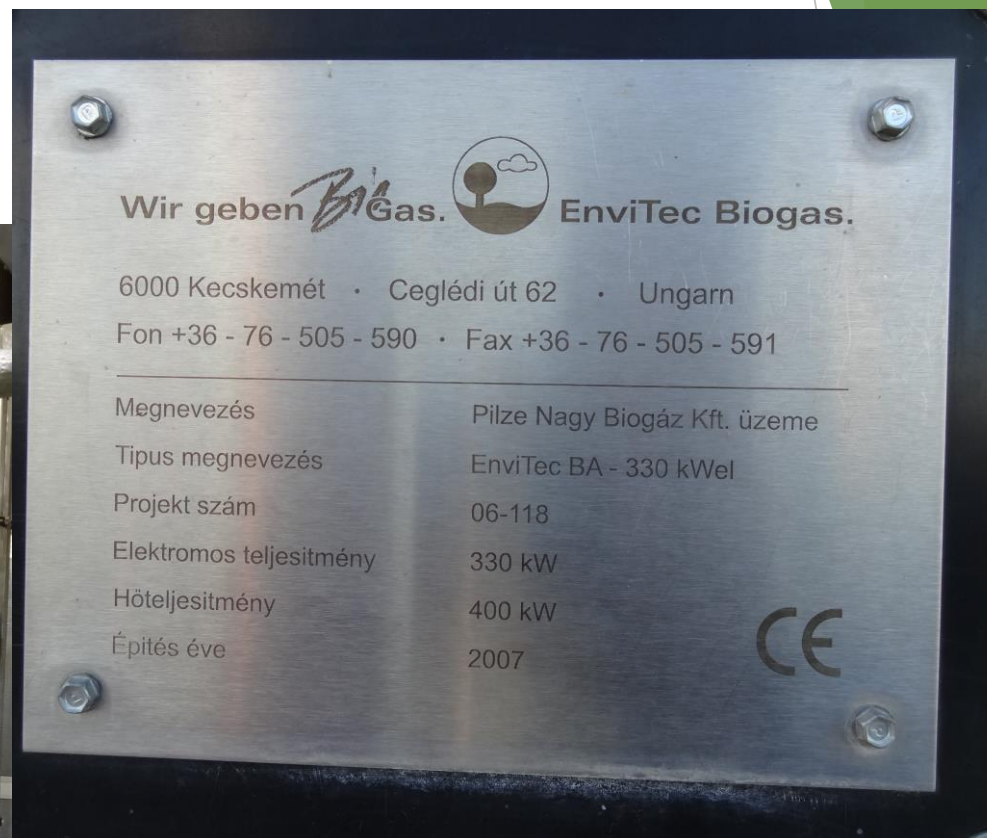 Wir geben BioGas. EnviTec Biogas.
6000 Kecskemét · Ceglédi út 62 · Ungarn
Fon +36 - 76 - 505 - 590 · Fax +36 - 76 - 505 - 591
Megnevezés Pilze Nagy Biogáz Kft. üzeme
Tipus megnevezés EnviTec BA - 330 kWel
Projekt szám 06-118
Elektromos teljesitmény 330 kW
Höteljesitmény 400 kW
Épités éve 2007
CE